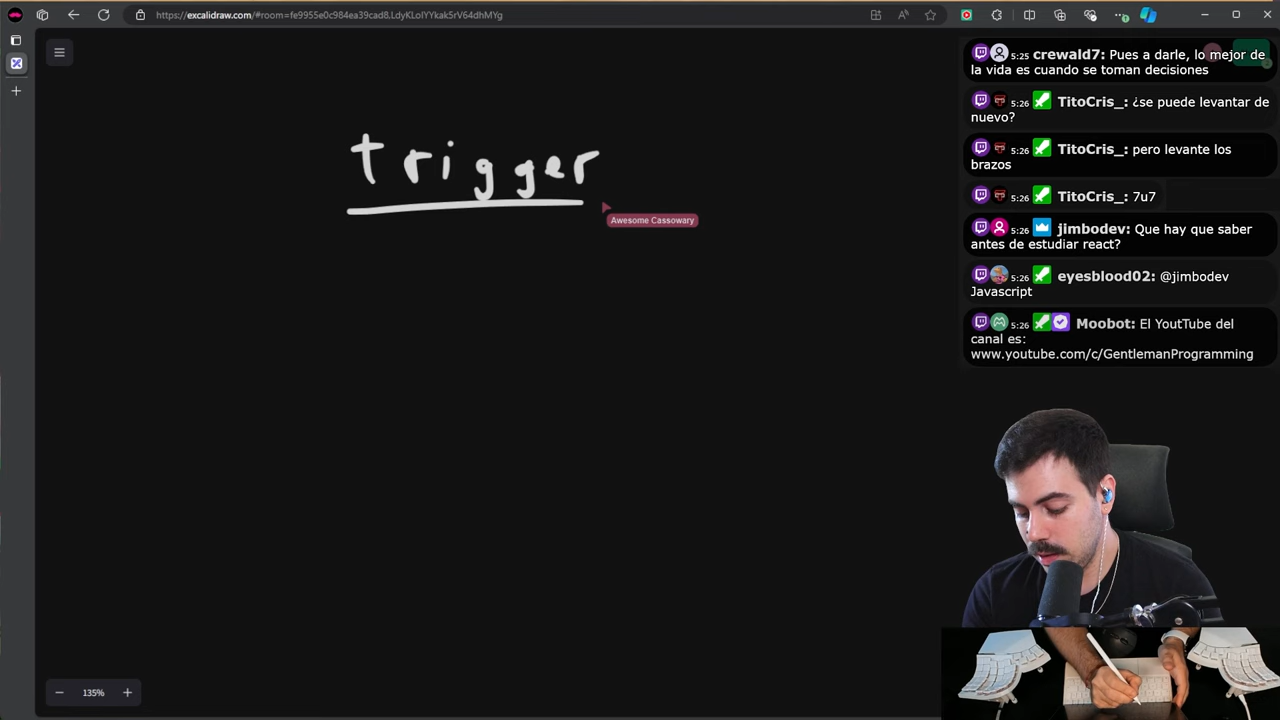 https://excalidraw.com/#room=fe9955e0c984ea39cad8,LdyKLoIYYkak5rV64dhMYg
trigger
Awesome Cassowary
135%
5:25 crewald7: Pues a darle, lo mejor de
la vida es cuando se toman decisiones
5:26 TitoCris_: ¿se puede levantar de
nuevo?
5:26 TitoCris_: pero levante los
brazos
5:26 TitoCris_: 7u7
5:26 jimbodev: Que hay que saber
antes de estudiar react?
5:26 eyesblood02: @jimbodev
Javascript
5:26 Moobot: El YouTube del
canal es:
www.youtube.com/c/GentlemanProgramming